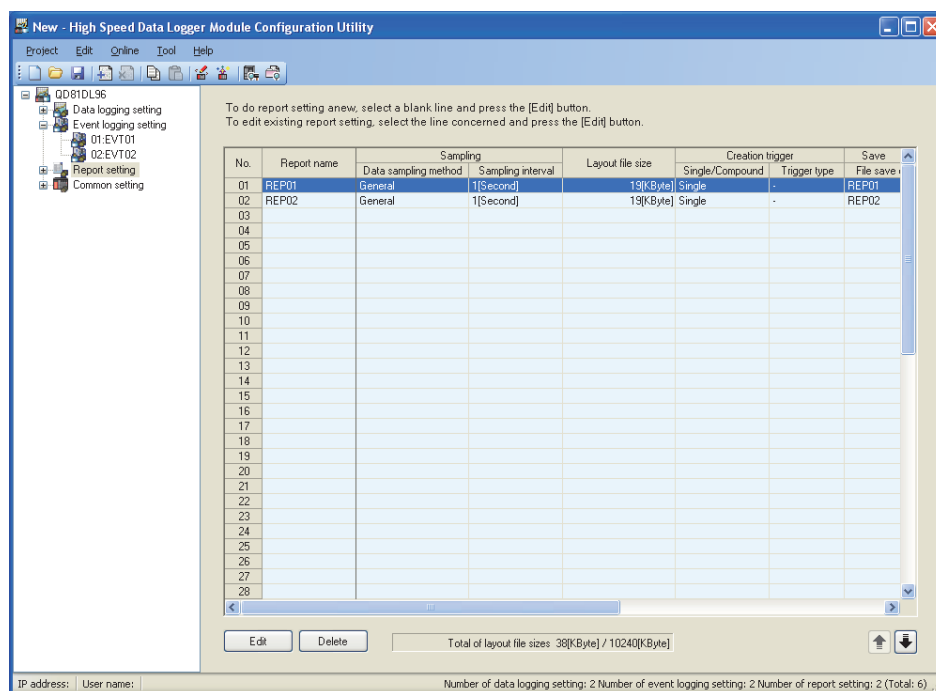 New - High Speed Data Logger Module Configuration Utility
Project Edit Online Tool Help
QD81DL96
Data logging setting
Event logging setting
01:EVT01
02:EVT02
Report setting
Common setting
To do report setting anew, select a blank line and press the [Edit] button.
To edit existing report setting, select the line concerned and press the [Edit] button.
No. Report name Sampling Layout file size Creation trigger Save
Data sampling method Sampling interval Single/Compound Trigger type File save
01 REP01 General 1[Second] 19[KByte] Single - REP01
02 REP02 General 1[Second] 19[KByte] Single - REP02
03
04
05
06
07
08
09
10
11
12
13
14
15
16
17
18
19
20
21
22
23
24
25
26
27
28
Edit Delete Total of layout file sizes 38[KByte] / 10240[KByte]
IP address: User name: Number of data logging setting: 2 Number of event logging setting: 2 Number of report setting: 2 (Total: 6)